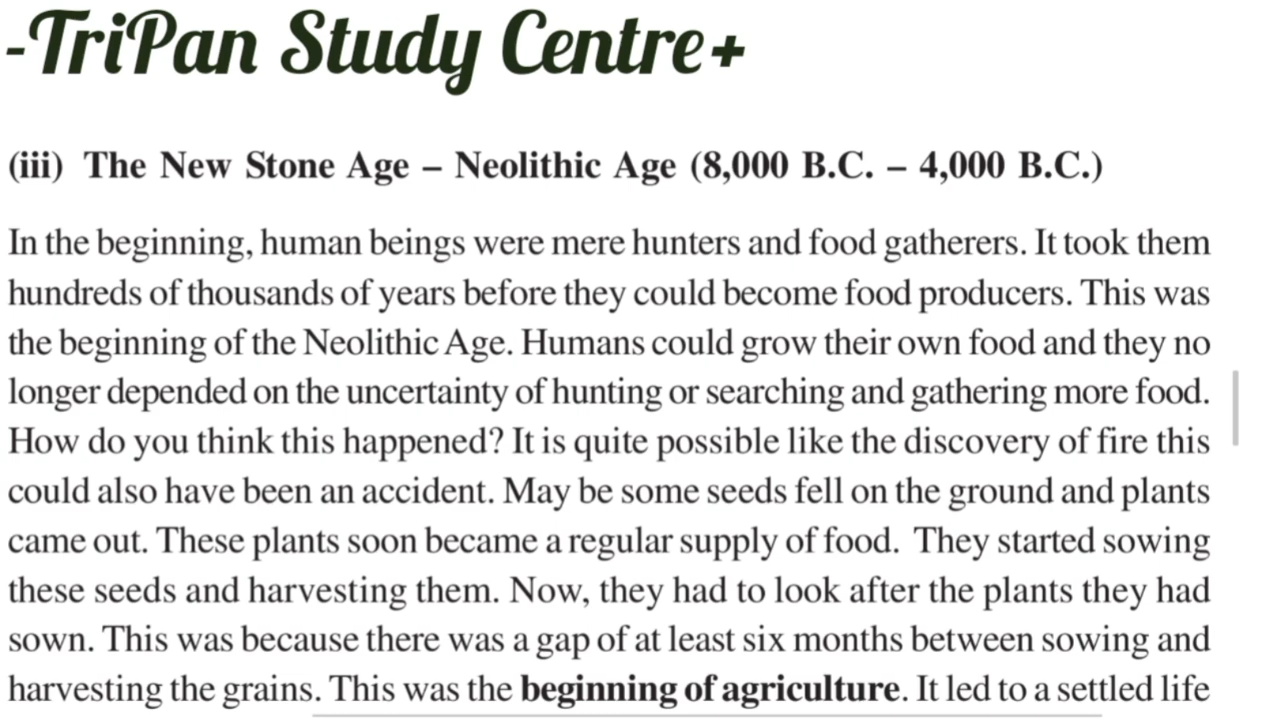 -TriPan Study Centre+
(iii) The New Stone Age – Neolithic Age (8,000 B.C. – 4,000 B.C.)
In the beginning, human beings were mere hunters and food gatherers. It took them
hundreds of thousands of years before they could become food producers. This was
the beginning of the Neolithic Age. Humans could grow their own food and they no
longer depended on the uncertainty of hunting or searching and gathering more food.
How do you think this happened? It is quite possible like the discovery of fire this
could also have been an accident. May be some seeds fell on the ground and plants
came out. These plants soon became a regular supply of food. They started sowing
these seeds and harvesting them. Now, they had to look after the plants they had
sown. This was because there was a gap of at least six months between sowing and
harvesting the grains. This was the beginning of agriculture. It led to a settled life